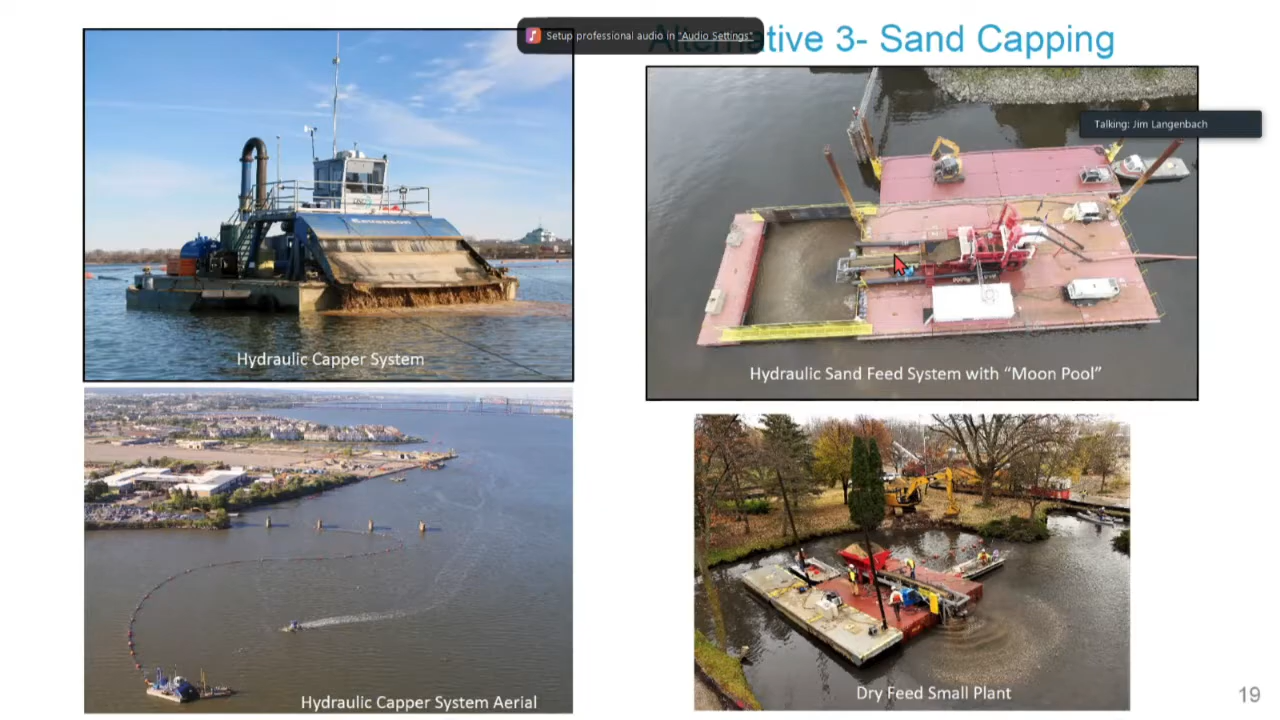 Setup professional audio in "Audio Settings"
Alternative 3- Sand Capping
Talking: Jim Langenbach
Hydraulic Capper System
Hydraulic Sand Feed System with “Moon Pool”
Hydraulic Capper System Aerial
Dry Feed Small Plant
19